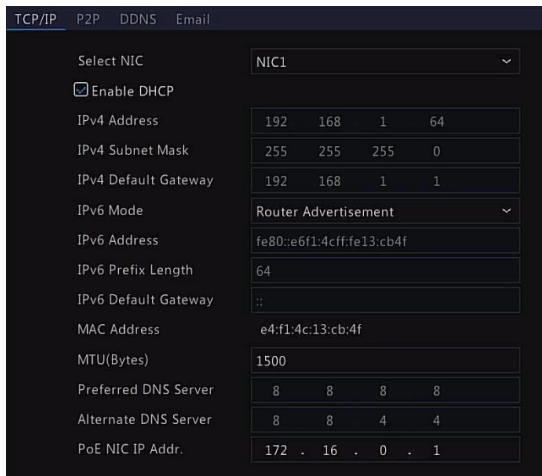 TCP/IP P2P DDNS Email
Select NIC NIC1
Enable DHCP
IPv4 Address 192 168 1 64
IPv4 Subnet Mask 255 255 255 0
IPv4 Default Gateway 192 168 1 1
IPv6 Mode Router Advertisement
IPv6 Address fe80::e6f1:4cff:fe13:cb4f
IPv6 Prefix Length 64
IPv6 Default Gateway ::
MAC Address e4:f1:4c:13:cb:4f
MTU(Bytes) 1500
Preferred DNS Server 8 8 8 8
Alternate DNS Server 8 8 4 4
PoE NIC IP Addr. 172 . 16 . 0 . 1